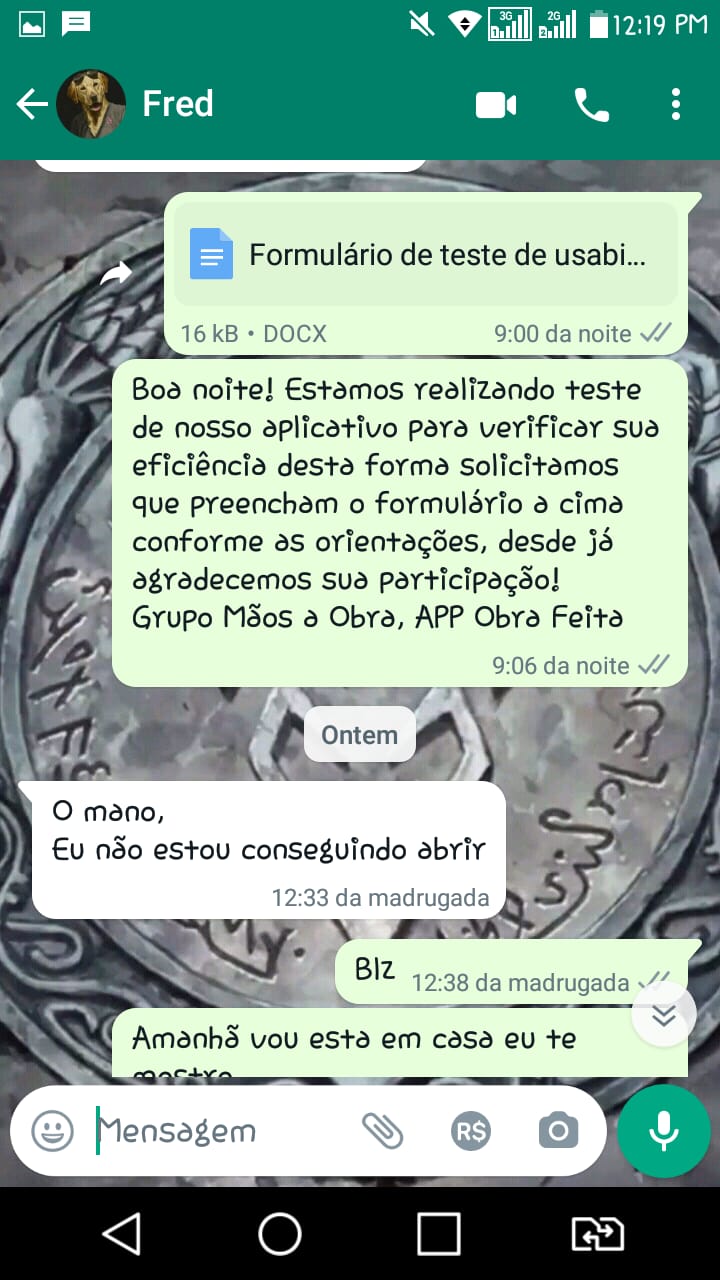 3G 2G 12:19 PM
1 2
Fred
Formulário de teste de usabi...
16 kB • DOCX 9:00 da noite
Boa noite! Estamos realizando teste
de nosso aplicativo para verificar sua
eficiência desta forma solicitamos
que preencham o formulário a cima
conforme as orientações, desde já
agradecemos sua participação!
Grupo Mãos a Obra, APP Obra Feita
9:06 da noite
Ontem
O mano,
Eu não estou conseguindo abrir
12:33 da madrugada
Blz 12:38 da madrugada
Amanhã vou esta em casa eu te
mostro
Mensagem R$